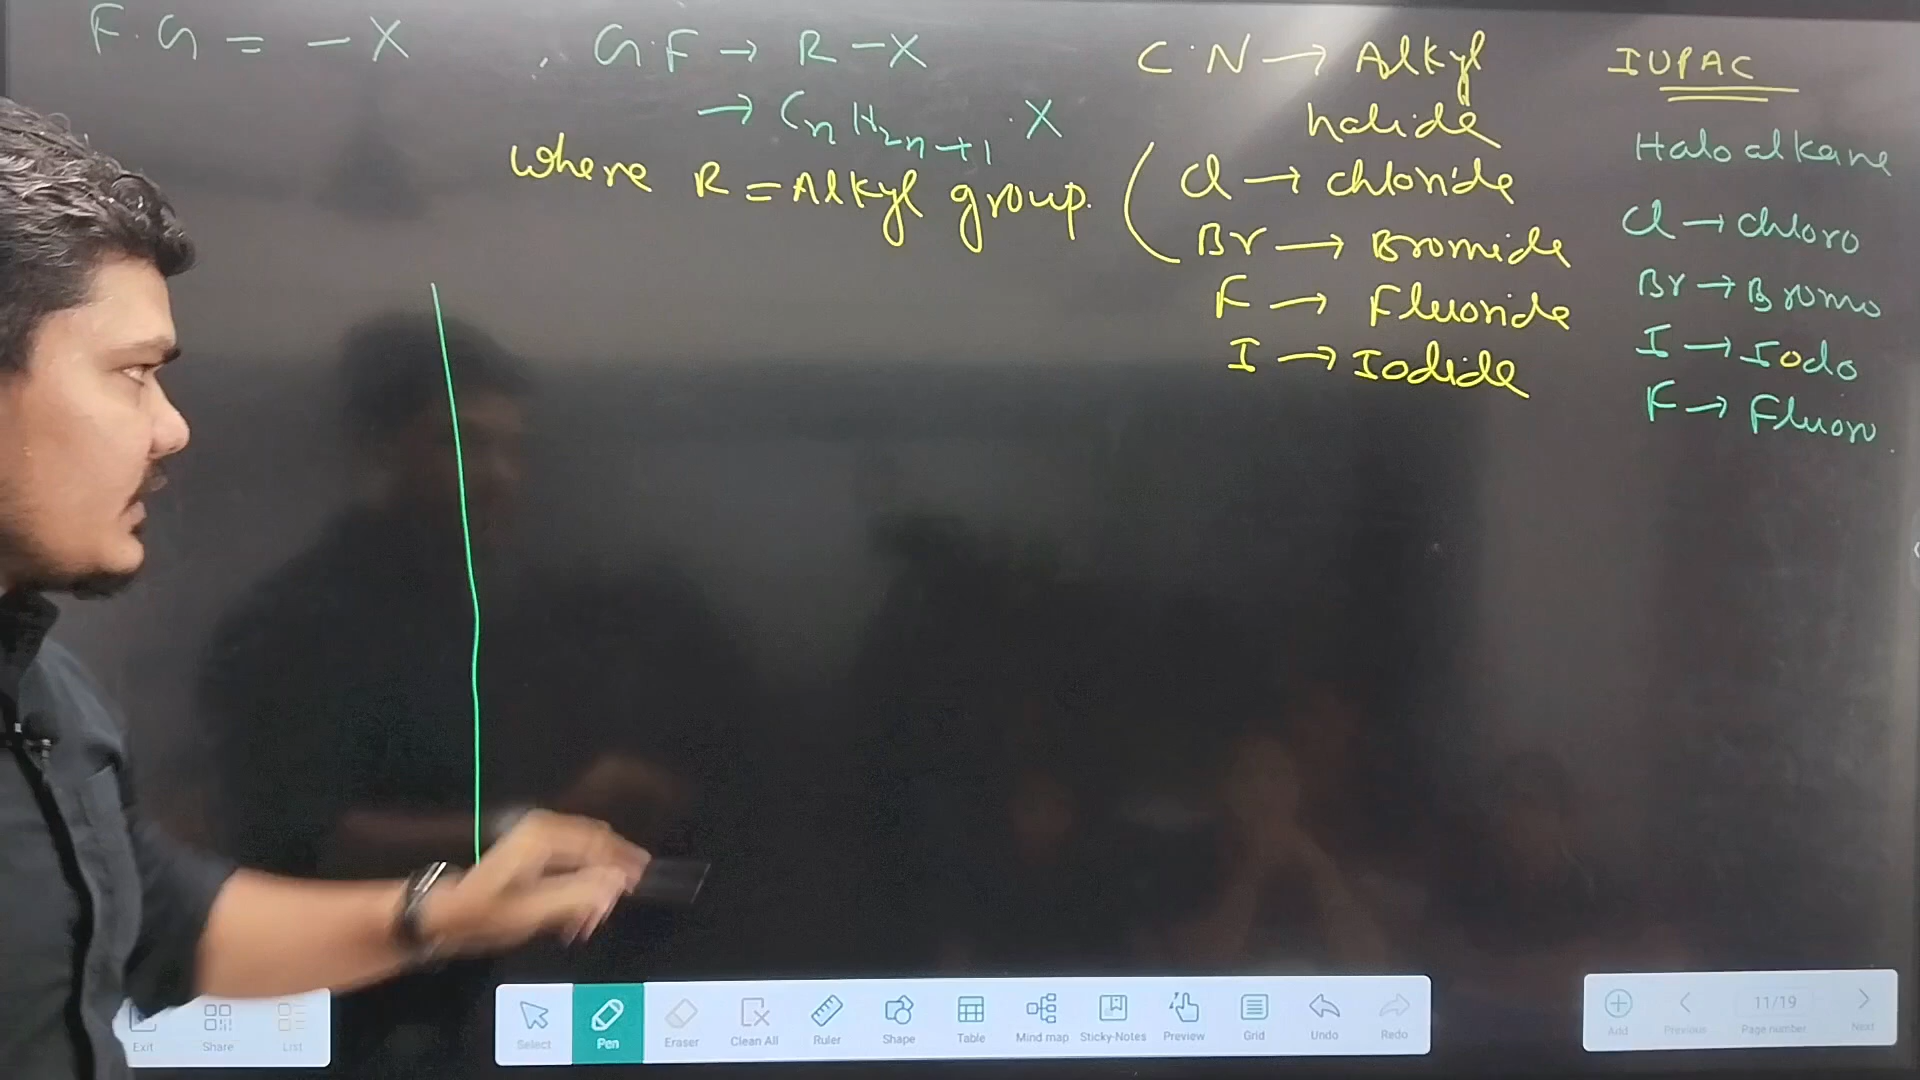 F.G = -X
G.F → R-X
→ CnH2n+1.X
where R = Alkyl group.
C.N → Alkyl
halide
(Cl → chloride
Br → Bromide
F → Fluoride
I → Iodide
IUPAC
Halo alkane
Cl → chloro
Br → Bromo
I → Iodo
F → Fluoro
Exit
Share
List
Select
Pen
Eraser
Clean All
Ruler
Shape
Table
Mind map
Sticky-Notes
Preview
Grid
Undo
Redo
Add
Previous
11/19
Page number
Next